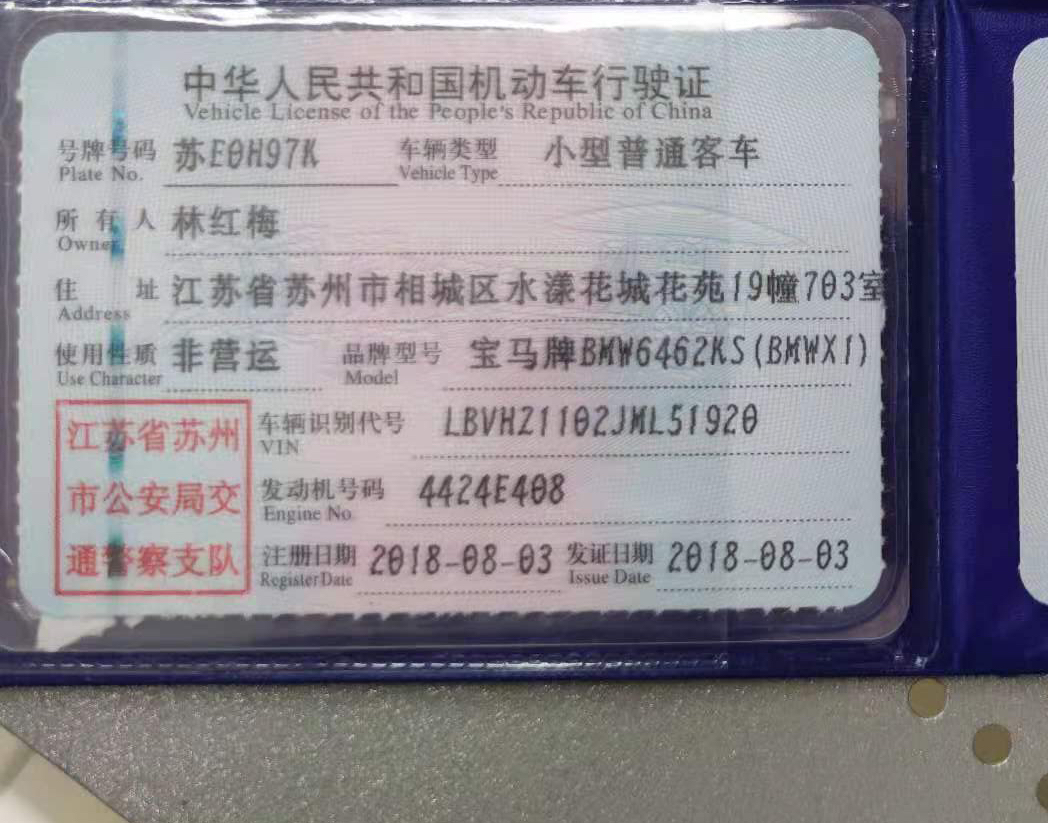 中华人民共和国机动车行驶证
Vehicle License of the People's Republic of China
号牌号码 苏E0H97K 车辆类型 小型普通客车
Plate No. Vehicle Type
所有人 林红梅
Owner
住址 江苏省苏州市相城区水漾花城花苑19幢703室
Address
使用性质 非营运 品牌型号 宝马牌BMW6462KS(BMWX1)
Use Character Model
江苏省苏州
市公安局交
通警察支队
车辆识别代号 LBVHZ1102JML51920
VIN
发动机号码 4424E408
Engine No.
注册日期 2018-08-03 发证日期 2018-08-03
Register Date Issue Date